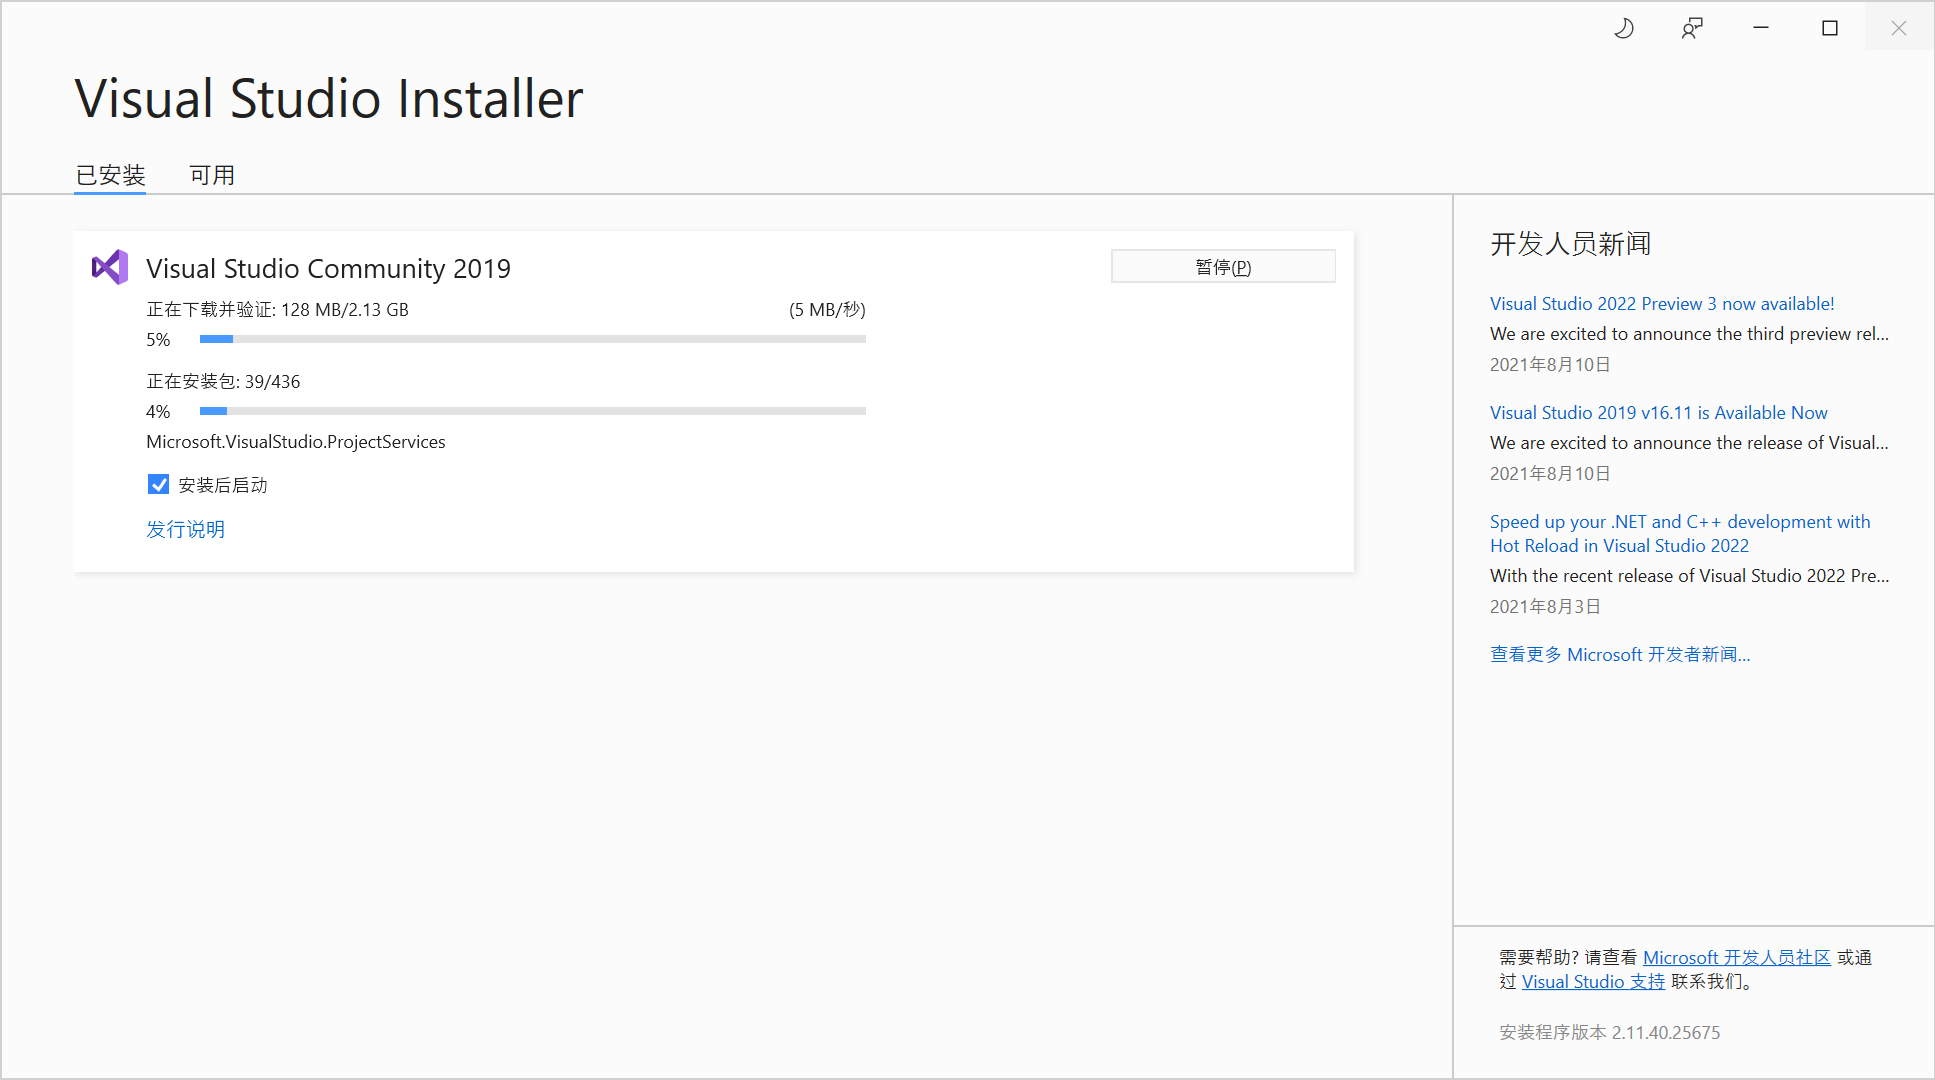 Visual Studio Installer
已安装 可用
Visual Studio Community 2019
暂停(P)
正在下载并验证: 128 MB/2.13 GB (5 MB/秒)
5%
正在安装包: 39/436
4%
Microsoft.VisualStudio.ProjectServices
安装后启动
发行说明
开发人员新闻
Visual Studio 2022 Preview 3 now available!
We are excited to announce the third preview rel...
2021年8月10日
Visual Studio 2019 v16.11 is Available Now
We are excited to announce the release of Visual...
2021年8月10日
Speed up your .NET and C++ development with
Hot Reload in Visual Studio 2022
With the recent release of Visual Studio 2022 Pre...
2021年8月3日
查看更多 Microsoft 开发者新闻...
需要帮助? 请查看 Microsoft 开发人员社区 或通
过 Visual Studio 支持 联系我们。
安装程序版本 2.11.40.25675